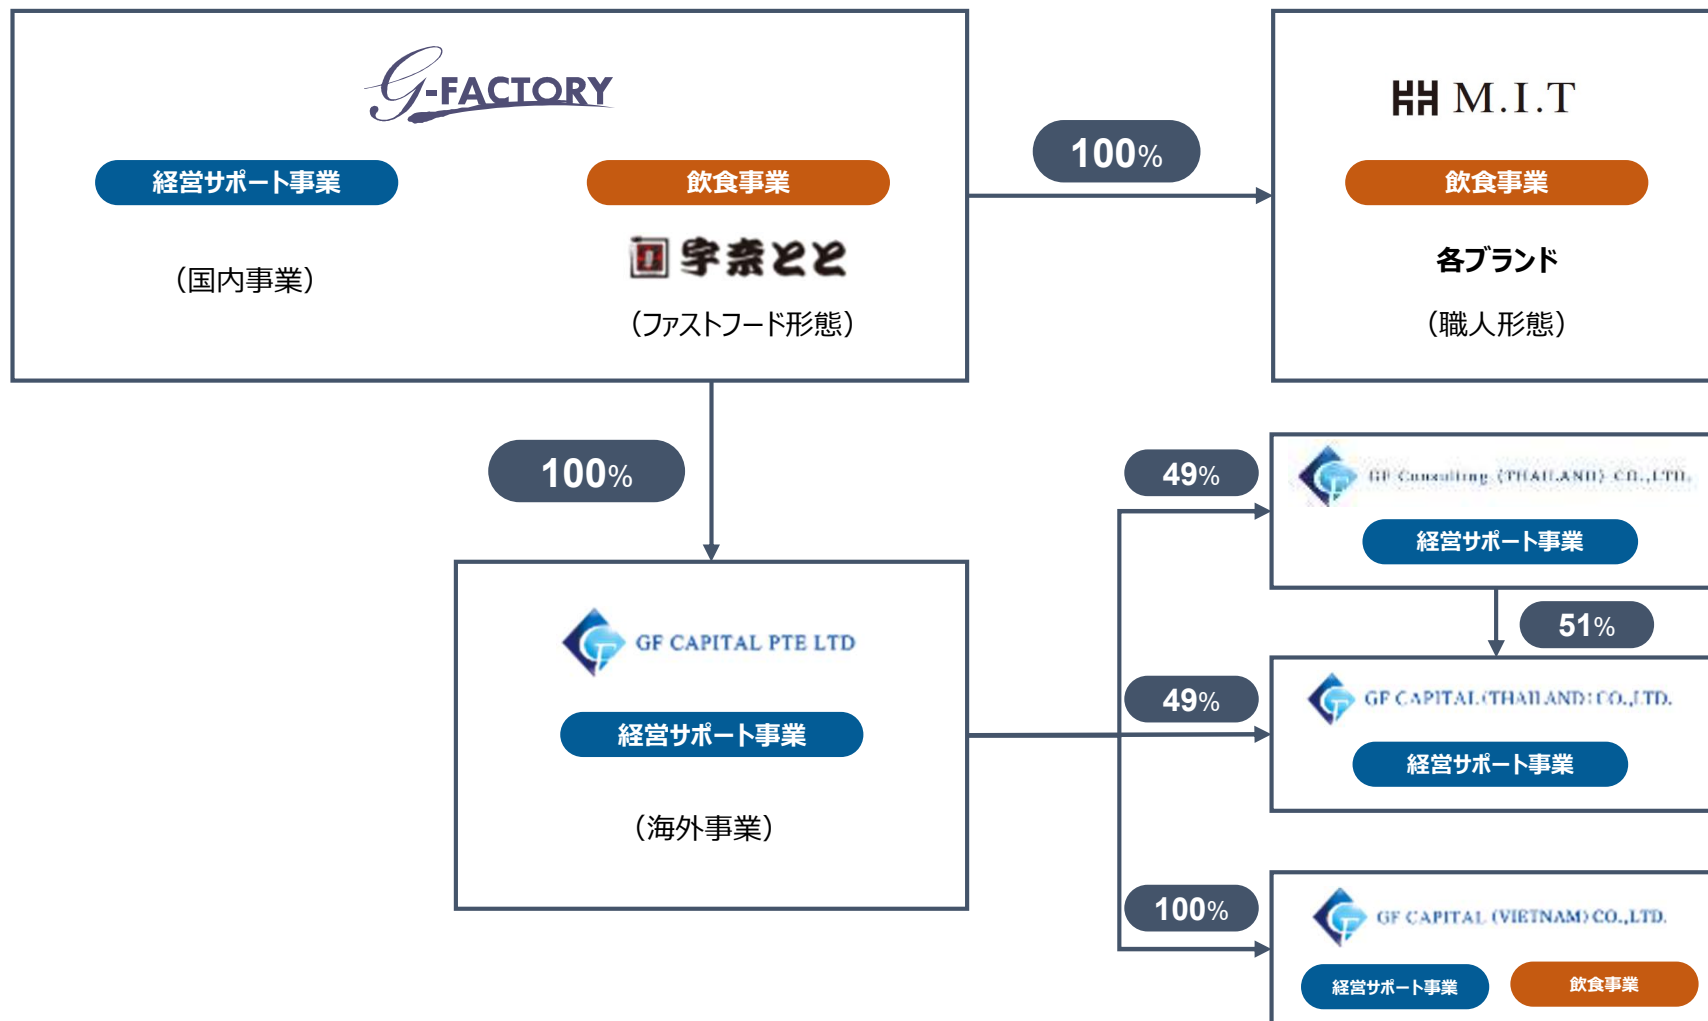 G-FACTORY
経営サポート事業
飲食事業
(国内事業)
宇奈とと
(ファストフード形態)
100%
M.I.T
飲食事業
各ブランド
(職人形態)
100%
GF CAPITAL PTE LTD
経営サポート事業
(海外事業)
49%
GF Consulting (THAILAND) CO.,LTD.
経営サポート事業
51%
49%
GF CAPITAL (THAILAND) CO.,LTD.
経営サポート事業
100%
GF CAPITAL (VIETNAM) CO.,LTD.
経営サポート事業
飲食事業